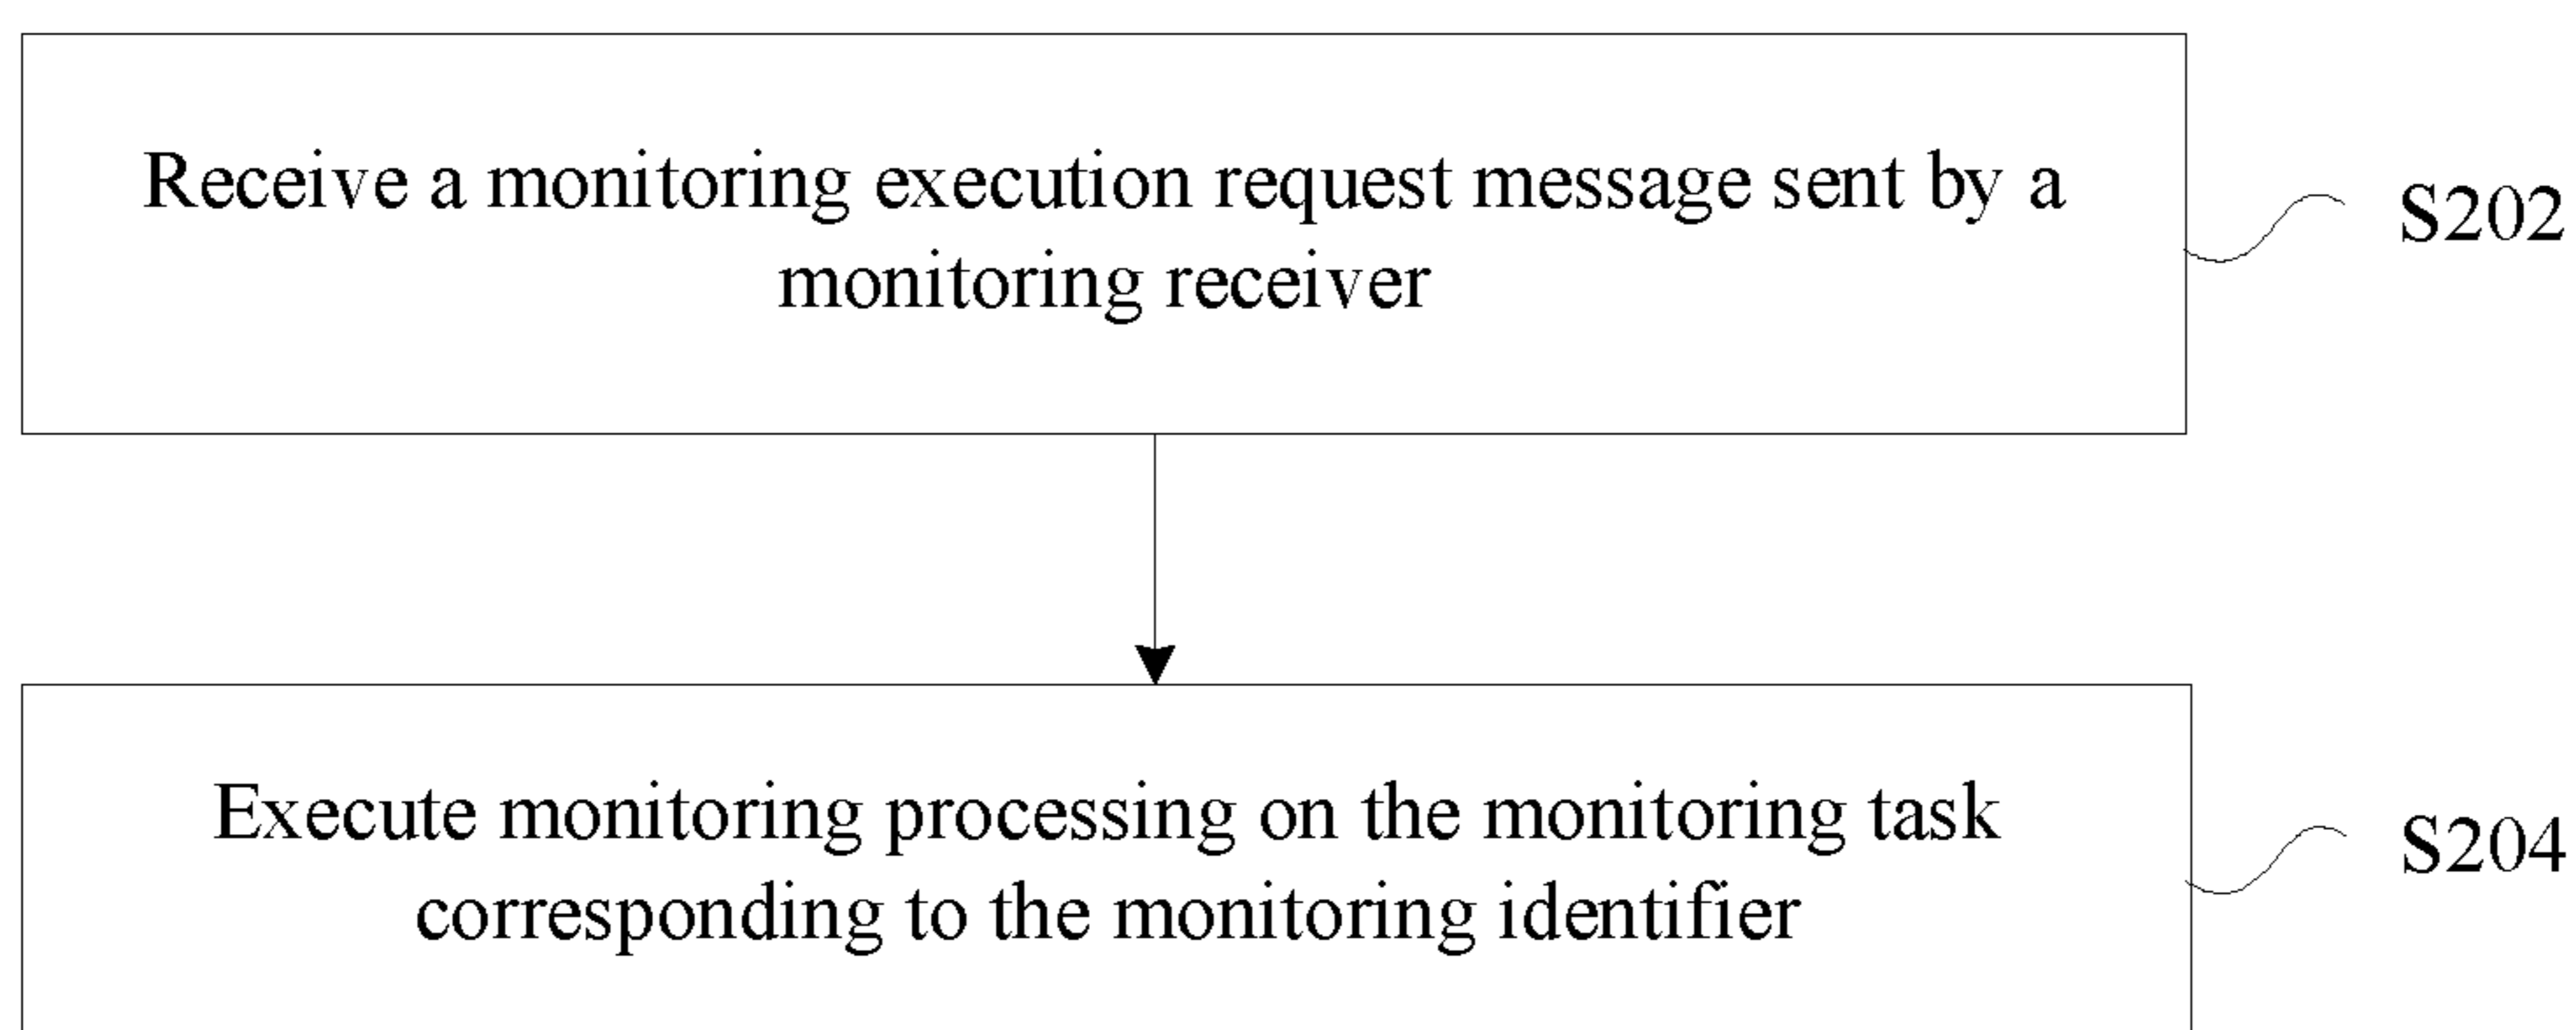 Receive a monitoring execution request message sent by a
monitoring receiver
S202
Execute monitoring processing on the monitoring task
corresponding to the monitoring identifier
S204